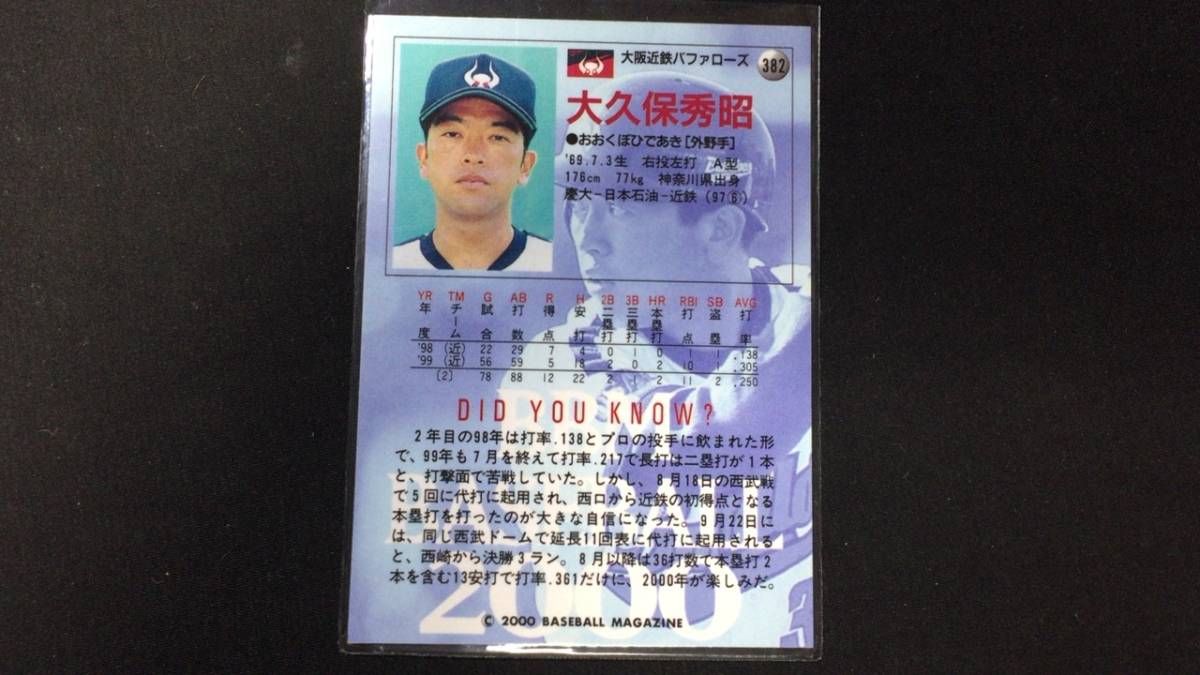 大阪近鉄バファローズ 382
大久保秀昭
●おおくぼひであき[外野手]
'69.7.3生 右投左打 A型
176cm 77kg 神奈川県出身
慶大-日本石油-近鉄(97⑥)
YR TM G AB R H 2B 3B HR RBI SB AVG
年度 チーム 試合 打数 得点 安打 二塁打 三塁打 本塁打 打点 盗塁 打率
'98 (近) 22 29 7 4 0 1 0 1 1 .138
'99 (近) 56 59 5 18 2 0 2 10 1 .305
〔2〕 78 88 12 22 2 1 2 11 2 .250
DID YOU KNOW?
2年目の98年は打率.138とプロの投手に飲まれた形
で、99年も7月を終えて打率.217で長打は二塁打が1本
と、打撃面で苦戦していた。しかし、8月18日の西武戦
で5回に代打に起用され、西口から近鉄の初得点となる
本塁打を打ったのが大きな自信になった。9月22日に
は、同じ西武ドームで延長11回表に代打に起用される
と、西崎から決勝3ラン。8月以降は36打数で本塁打2
本を含む13安打で打率.361だけに、2000年が楽しみだ。
BASEBALL
2000
© 2000 BASEBALL MAGAZINE